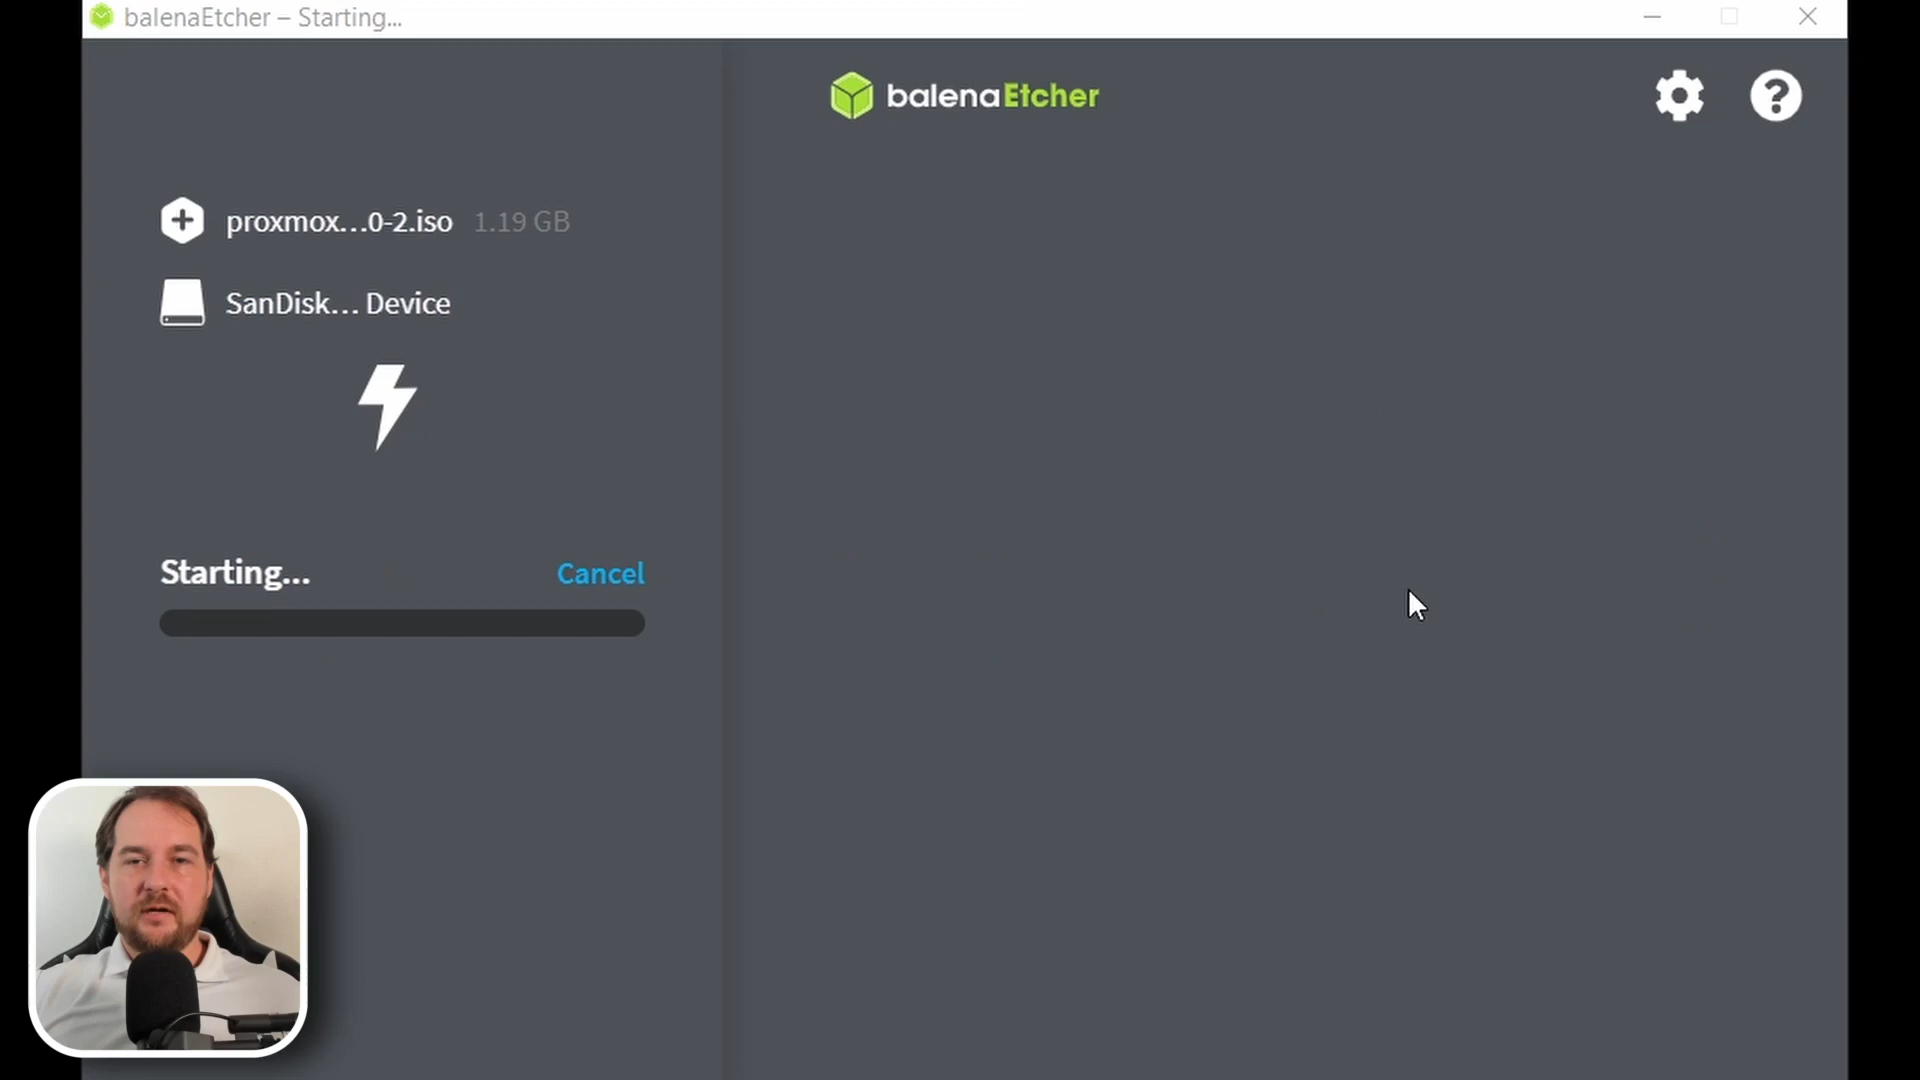 balenaEtcher – Starting...
balenaEtcher
proxmox...0-2.iso 1.19 GB
SanDisk... Device
Starting... Cancel